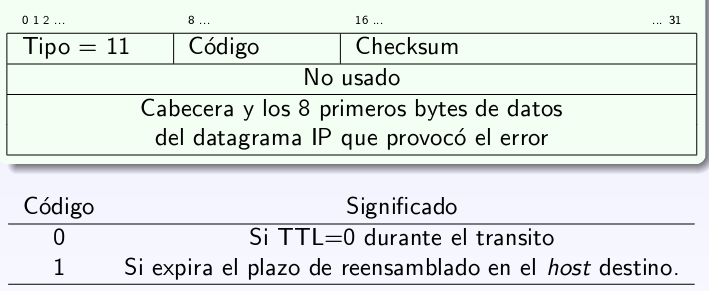 0 1 2 ... 8 ... 16 ... ... 31
Tipo = 11 Código Checksum
No usado
Cabecera y los 8 primeros bytes de datos
del datagrama IP que provocó el error
Código Significado
0 Si TTL=0 durante el transito
1 Si expira el plazo de reensamblado en el host destino.